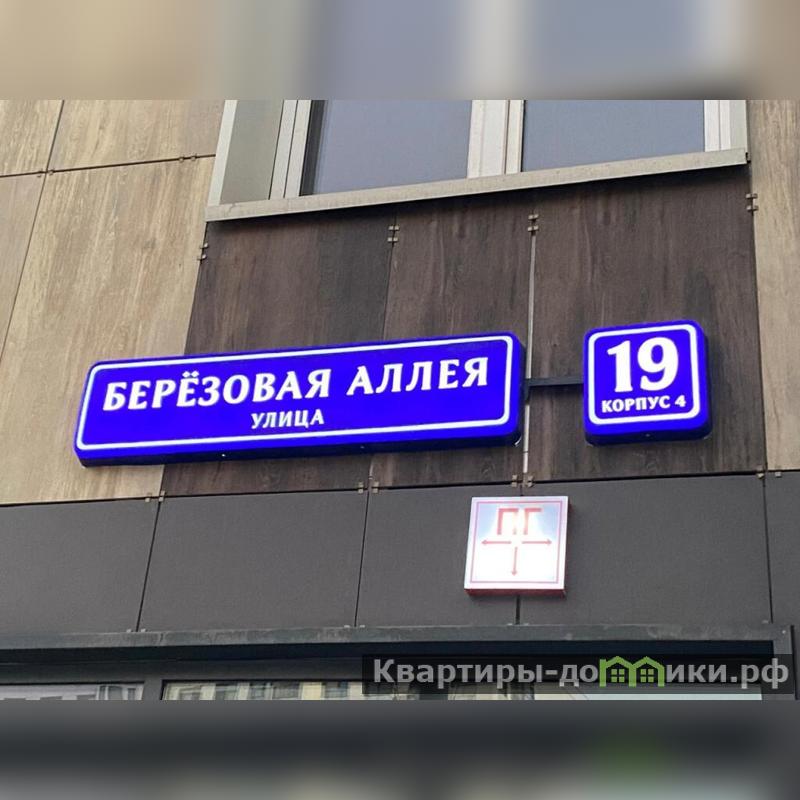 БЕРЁЗОВАЯ АЛЛЕЯ
УЛИЦА
19
КОРПУС 4
ПГ
Квартиры-домики.рф